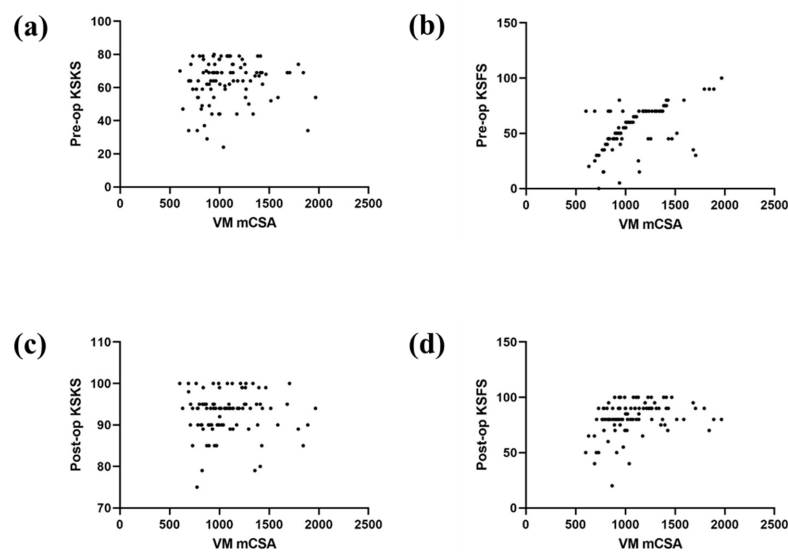 (a)
Pre-op KSKS
100
80
60
40
20
0
0 500 1000 1500 2000 2500
VM mCSA
(b)
Pre-op KSFS
150
100
50
0
0 500 1000 1500 2000 2500
VM mCSA
(c)
Post-op KSKS
110
100
90
80
70
0 500 1000 1500 2000 2500
VM mCSA
(d)
Post-op KSFS
150
100
50
0
0 500 1000 1500 2000 2500
VM mCSA